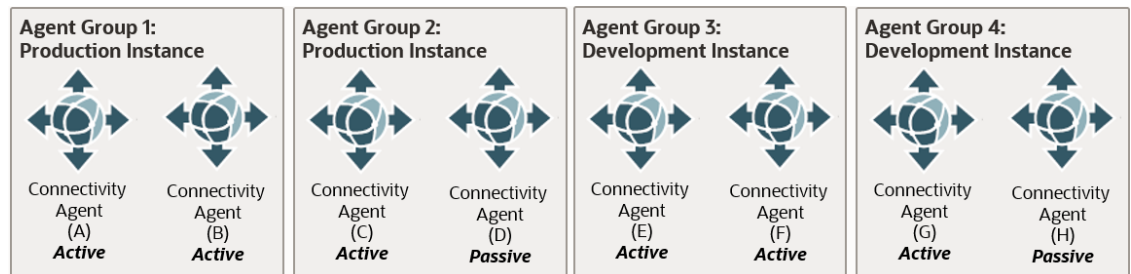 Agent Group 1:
Production Instance
Connectivity
Agent
(A)
Active
Connectivity
Agent
(B)
Active
Agent Group 2:
Production Instance
Connectivity
Agent
(C)
Active
Connectivity
Agent
(D)
Passive
Agent Group 3:
Development Instance
Connectivity
Agent
(E)
Active
Connectivity
Agent
(F)
Active
Agent Group 4:
Development Instance
Connectivity
Agent
(G)
Active
Connectivity
Agent
(H)
Passive